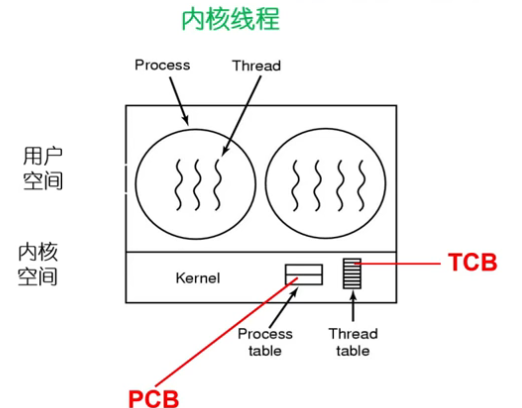 内核线程
Process
Thread
用户
空间
内核
空间
Kernel
TCB
Process
table
Thread
table
PCB